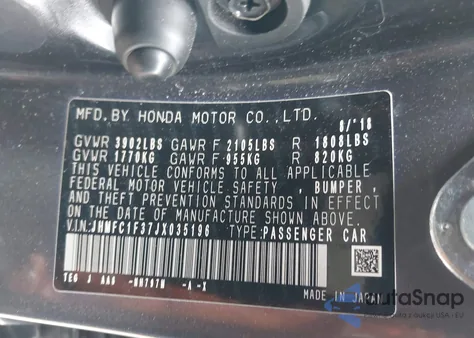 MFD.BY HONDA MOTOR CO.,LTD. 8/'18
GVWR 3902LBS GAWR F 2105LBS R 1808LBS
GVWR 1770KG GAWR F 955KG R 820KG
THIS VEHICLE CONFORMS TO ALL APPLICABLE
FEDERAL MOTOR VEHICLE SAFETY , BUMPER ,
AND THEFT PREVENTION STANDARDS IN EFFECT
ON THE DATE OF MANUFACTURE SHOWN ABOVE.
V.I.N:JHMFC1F37JX035196 TYPE:PASSENGER CAR
-A -X
MADE IN JAPAN
autoSnap